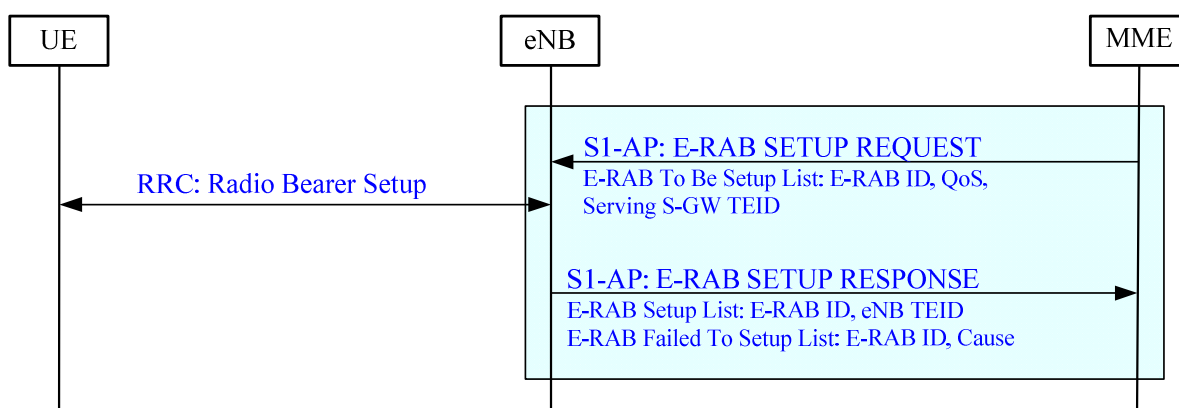 UE
eNB
MME
S1-AP: E-RAB SETUP REQUEST
E-RAB To Be Setup List: E-RAB ID, QoS,
Serving S-GW TEID
RRC: Radio Bearer Setup
S1-AP: E-RAB SETUP RESPONSE
E-RAB Setup List: E-RAB ID, eNB TEID
E-RAB Failed To Setup List: E-RAB ID, Cause